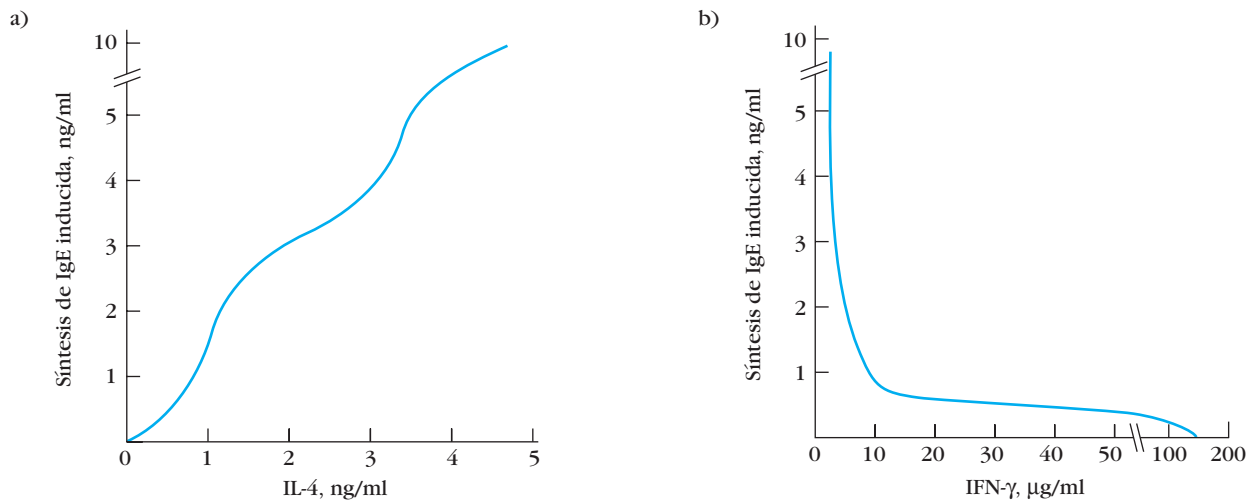 a)
10
5
4
3
2
1
0 1 2 3 4 5
Síntesis de IgE inducida, ng/ml
IL-4, ng/ml
b)
10
5
4
3
2
1
0 10 20 30 40 50 100 200
Síntesis de IgE inducida, ng/ml
IFN-γ, μg/ml